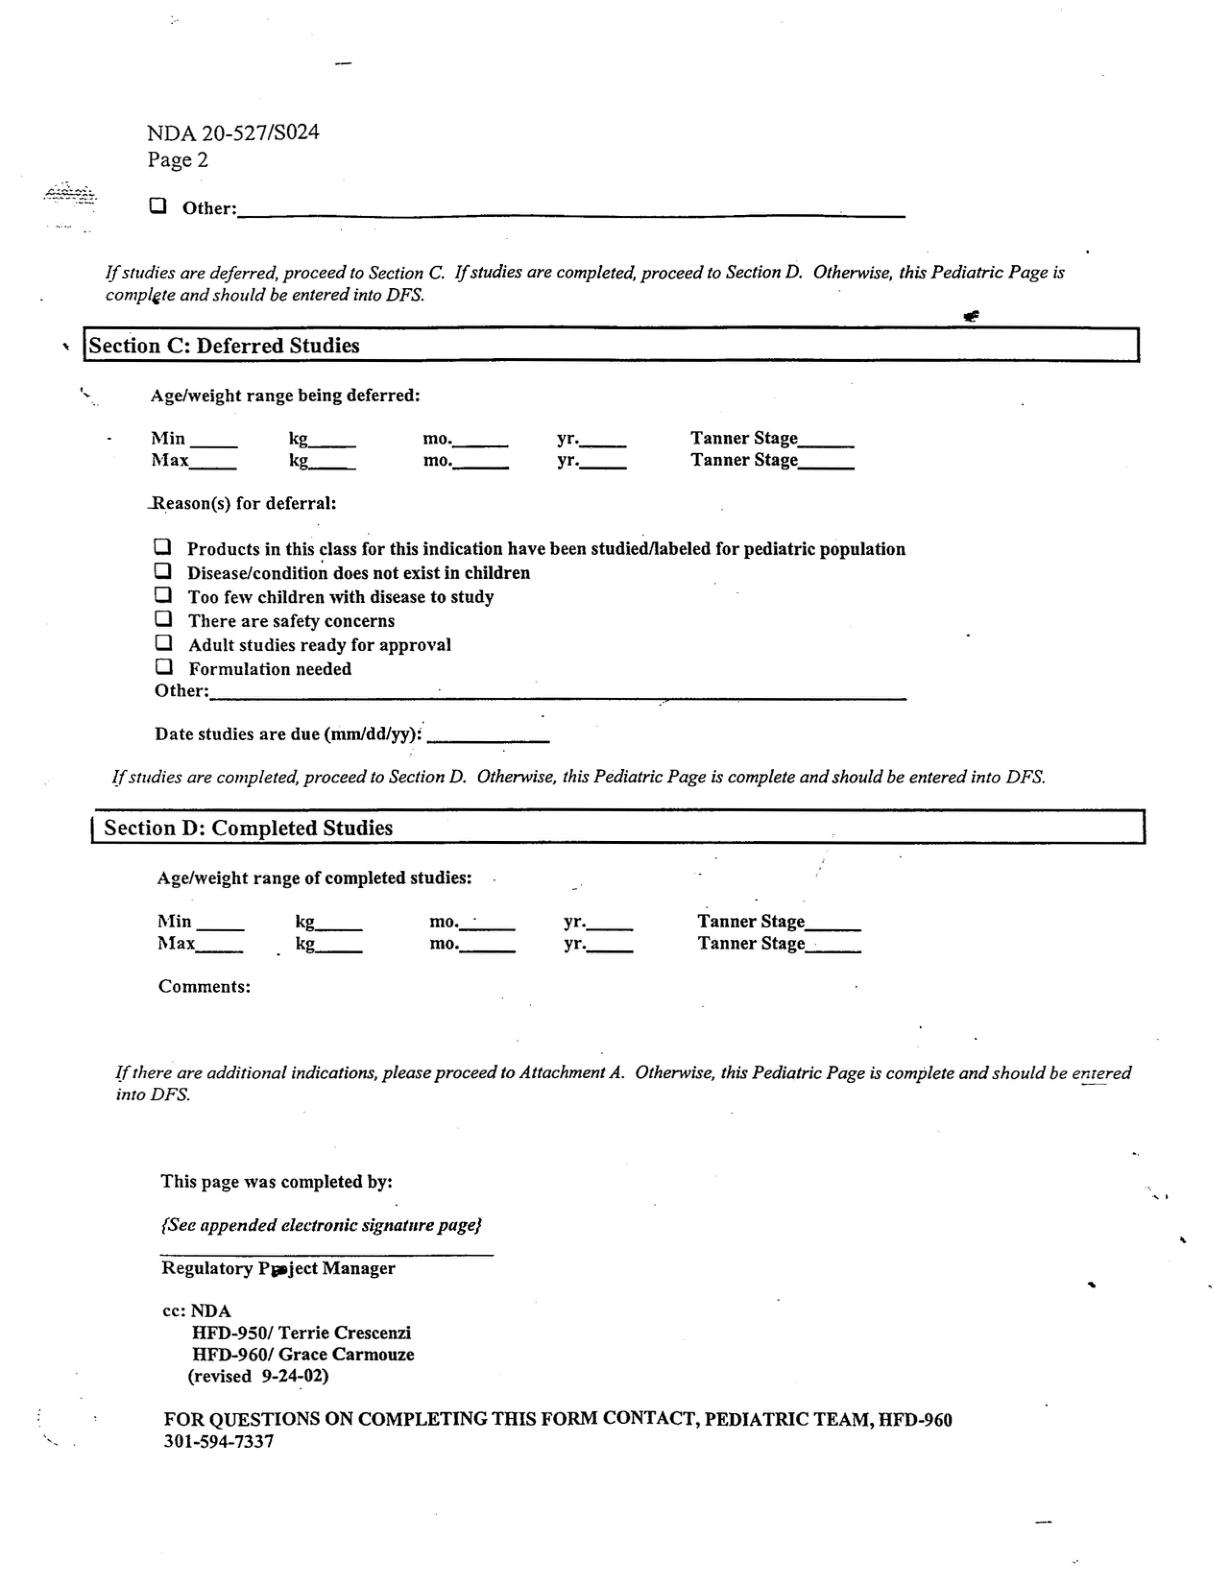 NDA 20-527/S024
Page 2
☐ Other:____________
If studies are deferred, proceed to Section C. If studies are completed, proceed to Section D. Otherwise, this Pediatric Page is
complete and should be entered into DFS.
Section C: Deferred Studies
Age/weight range being deferred:
Min _____ kg_____ mo._____ yr._____ Tanner Stage_____
Max_____ kg_____ mo._____ yr._____ Tanner Stage_____
Reason(s) for deferral:
☐ Products in this class for this indication have been studied/labeled for pediatric population
☐ Disease/condition does not exist in children
☐ Too few children with disease to study
☐ There are safety concerns
☐ Adult studies ready for approval
☐ Formulation needed
Other:____________
Date studies are due (mm/dd/yy): ____________
If studies are completed, proceed to Section D. Otherwise, this Pediatric Page is complete and should be entered into DFS.
Section D: Completed Studies
Age/weight range of completed studies:
Min _____ kg_____ mo._____ yr._____ Tanner Stage_____
Max_____ kg_____ mo._____ yr._____ Tanner Stage_____
Comments:
If there are additional indications, please proceed to Attachment A. Otherwise, this Pediatric Page is complete and should be entered
into DFS.
This page was completed by:
{See appended electronic signature page}
Regulatory Project Manager
cc: NDA
HFD-950/ Terrie Crescenzi
HFD-960/ Grace Carmouze
(revised 9-24-02)
FOR QUESTIONS ON COMPLETING THIS FORM CONTACT, PEDIATRIC TEAM, HFD-960
301-594-7337